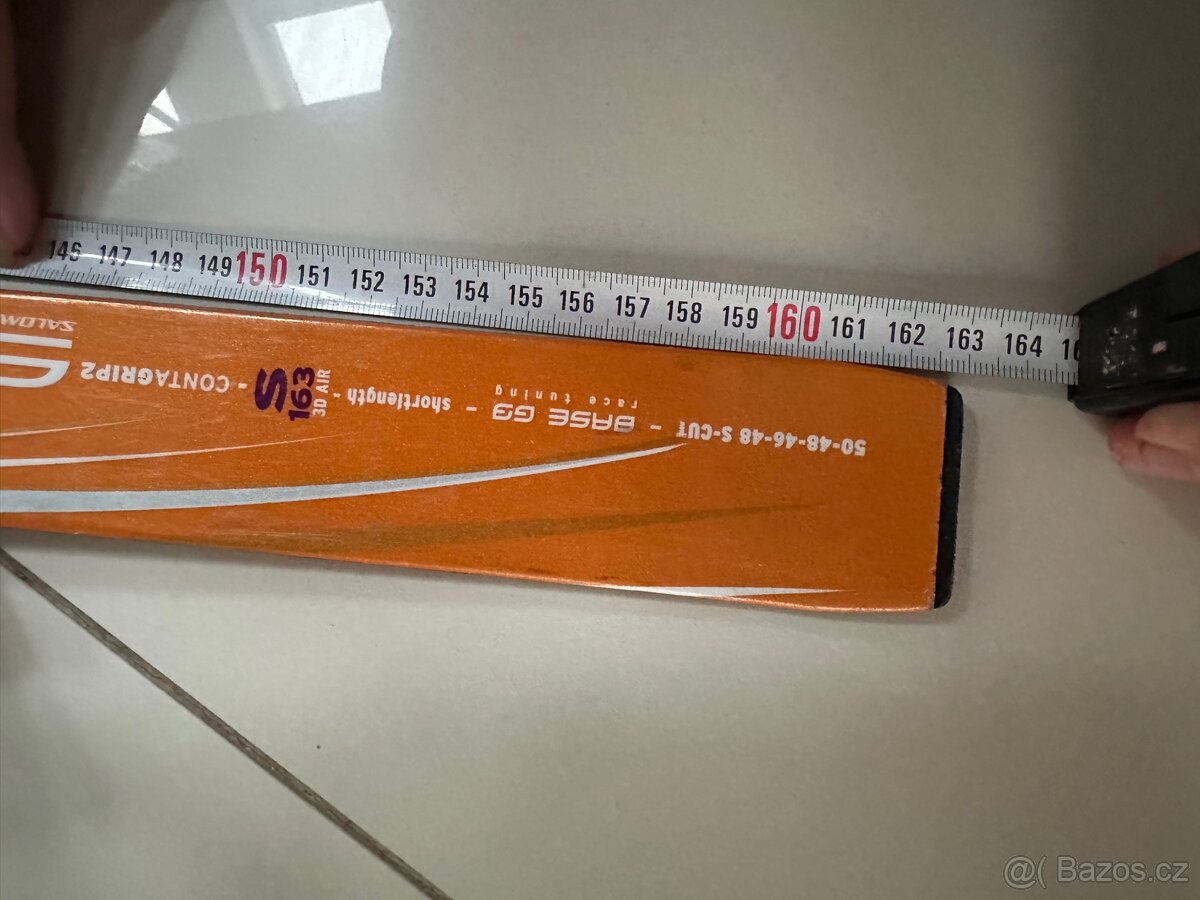 146 147 148 149 150 151 152 153 154 155 156 157 158 159 160 161 162 163 164
50-48-46-48 S-CUT - BASE G9 - shortlength - S 163 - CONTAGRIP2
race tuning
3D AIR
@( Bazos.cz